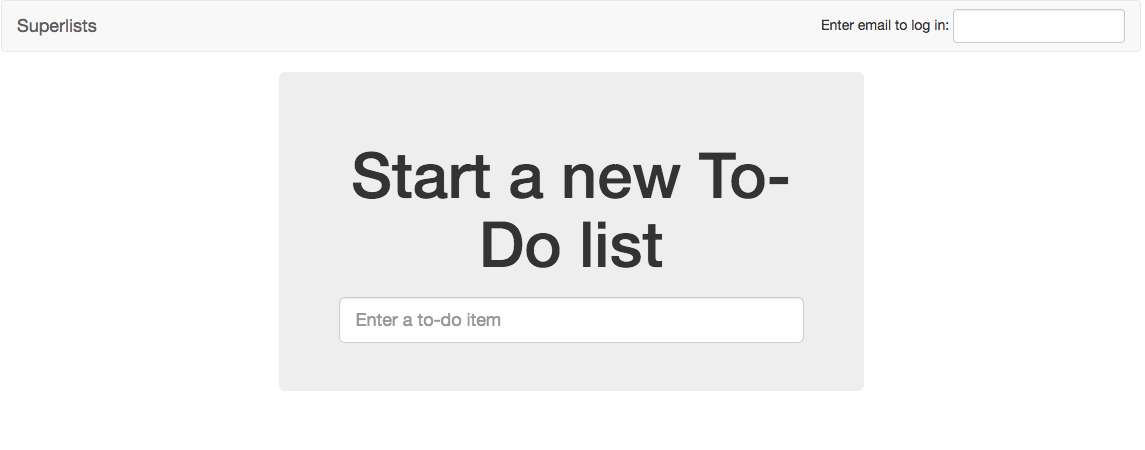 Superlists
Enter email to log in:
Start a new To-
Do list
Enter a to-do item